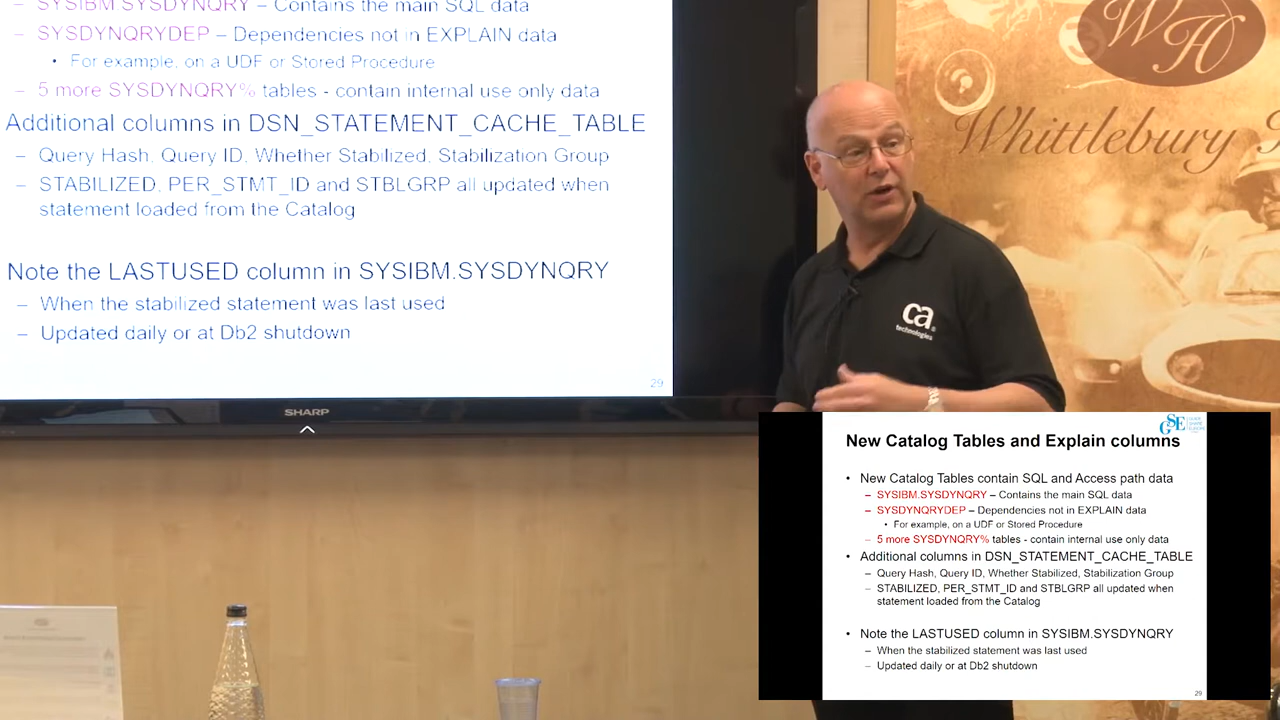 SYSIBM.SYSDYNQRY – Contains the main SQL data
– SYSDYNQRYDEP – Dependencies not in EXPLAIN data
• For example, on a UDF or Stored Procedure
– 5 more SYSDYNQRY% tables - contain internal use only data
Additional columns in DSN_STATEMENT_CACHE_TABLE
– Query Hash, Query ID, Whether Stabilized, Stabilization Group
– STABILIZED, PER_STMT_ID and STBLGRP all updated when
statement loaded from the Catalog
Note the LASTUSED column in SYSIBM.SYSDYNQRY
– When the stabilized statement was last used
– Updated daily or at Db2 shutdown
29
SHARP
WH
Whittlebury
ca
technologies
GSE
New Catalog Tables and Explain columns
• New Catalog Tables contain SQL and Access path data
– SYSIBM.SYSDYNQRY – Contains the main SQL data
– SYSDYNQRYDEP – Dependencies not in EXPLAIN data
• For example, on a UDF or Stored Procedure
– 5 more SYSDYNQRY% tables - contain internal use only data
• Additional columns in DSN_STATEMENT_CACHE_TABLE
– Query Hash, Query ID, Whether Stabilized, Stabilization Group
– STABILIZED, PER_STMT_ID and STBLGRP all updated when
statement loaded from the Catalog
• Note the LASTUSED column in SYSIBM.SYSDYNQRY
– When the stabilized statement was last used
– Updated daily or at Db2 shutdown
29